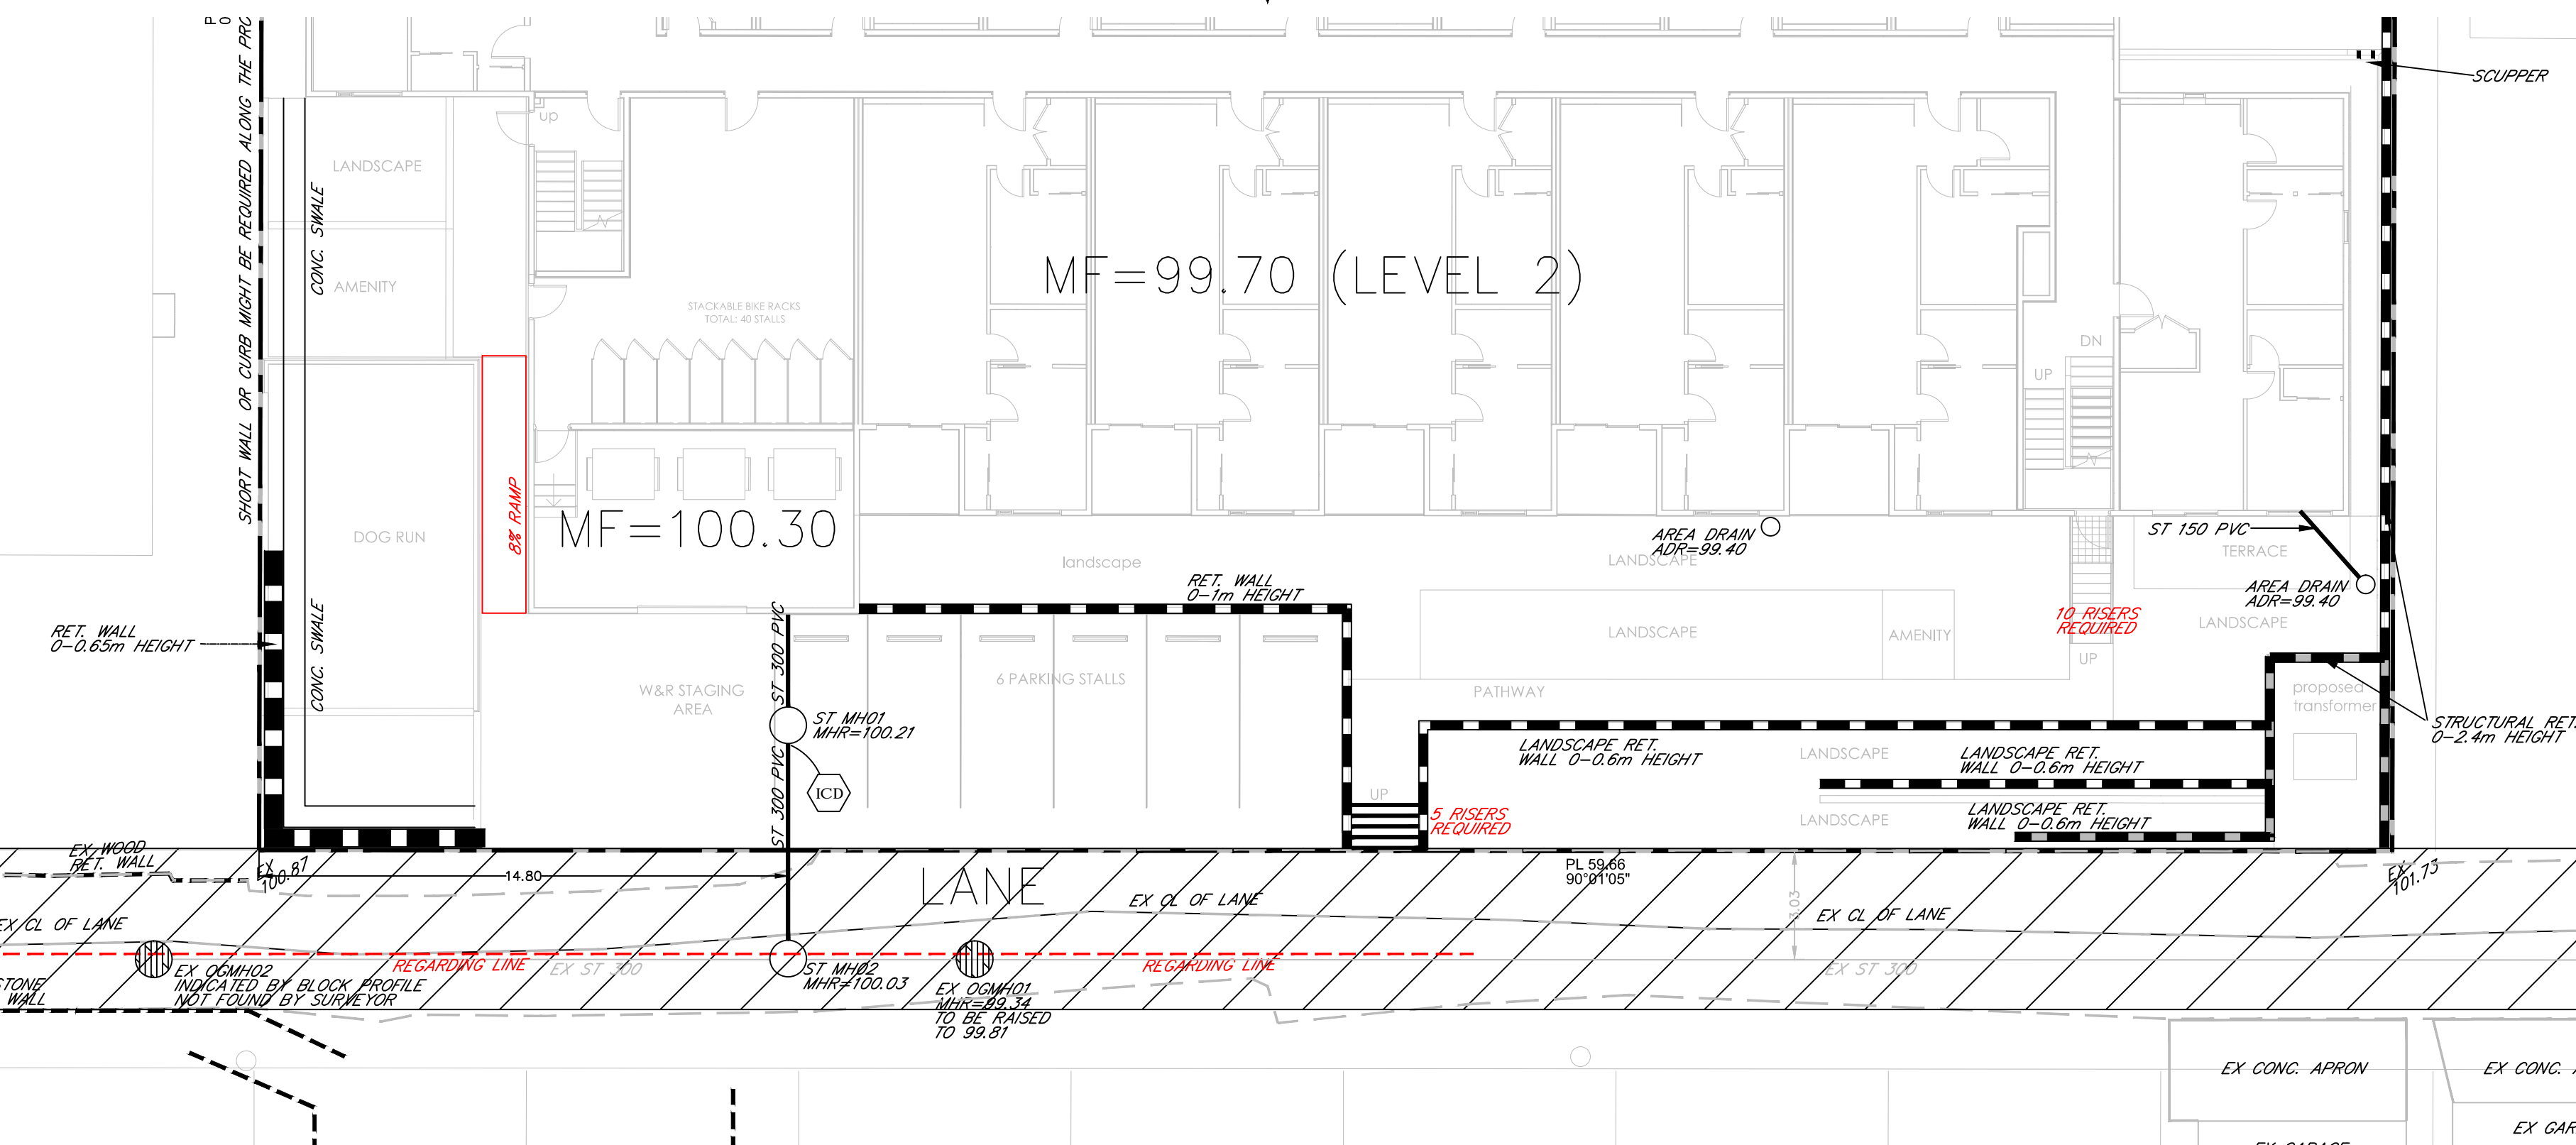 P
0
SHORT WALL OR CURB MIGHT BE REQUIRED ALONG THE PRO
SCUPPER
up
LANDSCAPE
CONC. SWALE
AMENITY
STACKABLE BIKE RACKS
TOTAL: 40 STALLS
MF=99.70 (LEVEL 2)
DN
UP
DOG RUN
8% RAMP
MF=100.30
AREA DRAIN
ADR=99.40
LANDSCAPE
landscape
ST 150 PVC
TERRACE
AREA DRAIN
ADR=99.40
RET. WALL
0-1m HEIGHT
10 RISERS
REQUIRED
LANDSCAPE
LANDSCAPE
AMENITY
UP
RET. WALL
0-0.65m HEIGHT
CONC. SWALE
W&R STAGING
AREA
ST 300 PVC
6 PARKING STALLS
PATHWAY
proposed
transformer
ST MH01
MHR=100.21
STRUCTURAL RET.
0-2.4m HEIGHT
LANDSCAPE RET.
WALL 0-0.6m HEIGHT
LANDSCAPE
LANDSCAPE RET.
WALL 0-0.6m HEIGHT
ST 300 PVC
ICD
UP
5 RISERS
REQUIRED
LANDSCAPE
LANDSCAPE RET.
WALL 0-0.6m HEIGHT
EX WOOD
RET. WALL
EX
100.87
14.80
LANE
PL 59.66
90°01'05"
EX
101.73
3.03
EX CL OF LANE
EX CL OF LANE
EX CL OF LANE
REGARDING LINE
EX ST 300
REGARDING LINE
EX ST 300
STONE
WALL
EX OGMH02
INDICATED BY BLOCK PROFILE
NOT FOUND BY SURVEYOR
ST MH02
MHR=100.03
EX OGMH01
MHR=99.34
TO BE RAISED
TO 99.81
EX CONC. APRON
EX CONC.
EX GAR
EX GARAGE